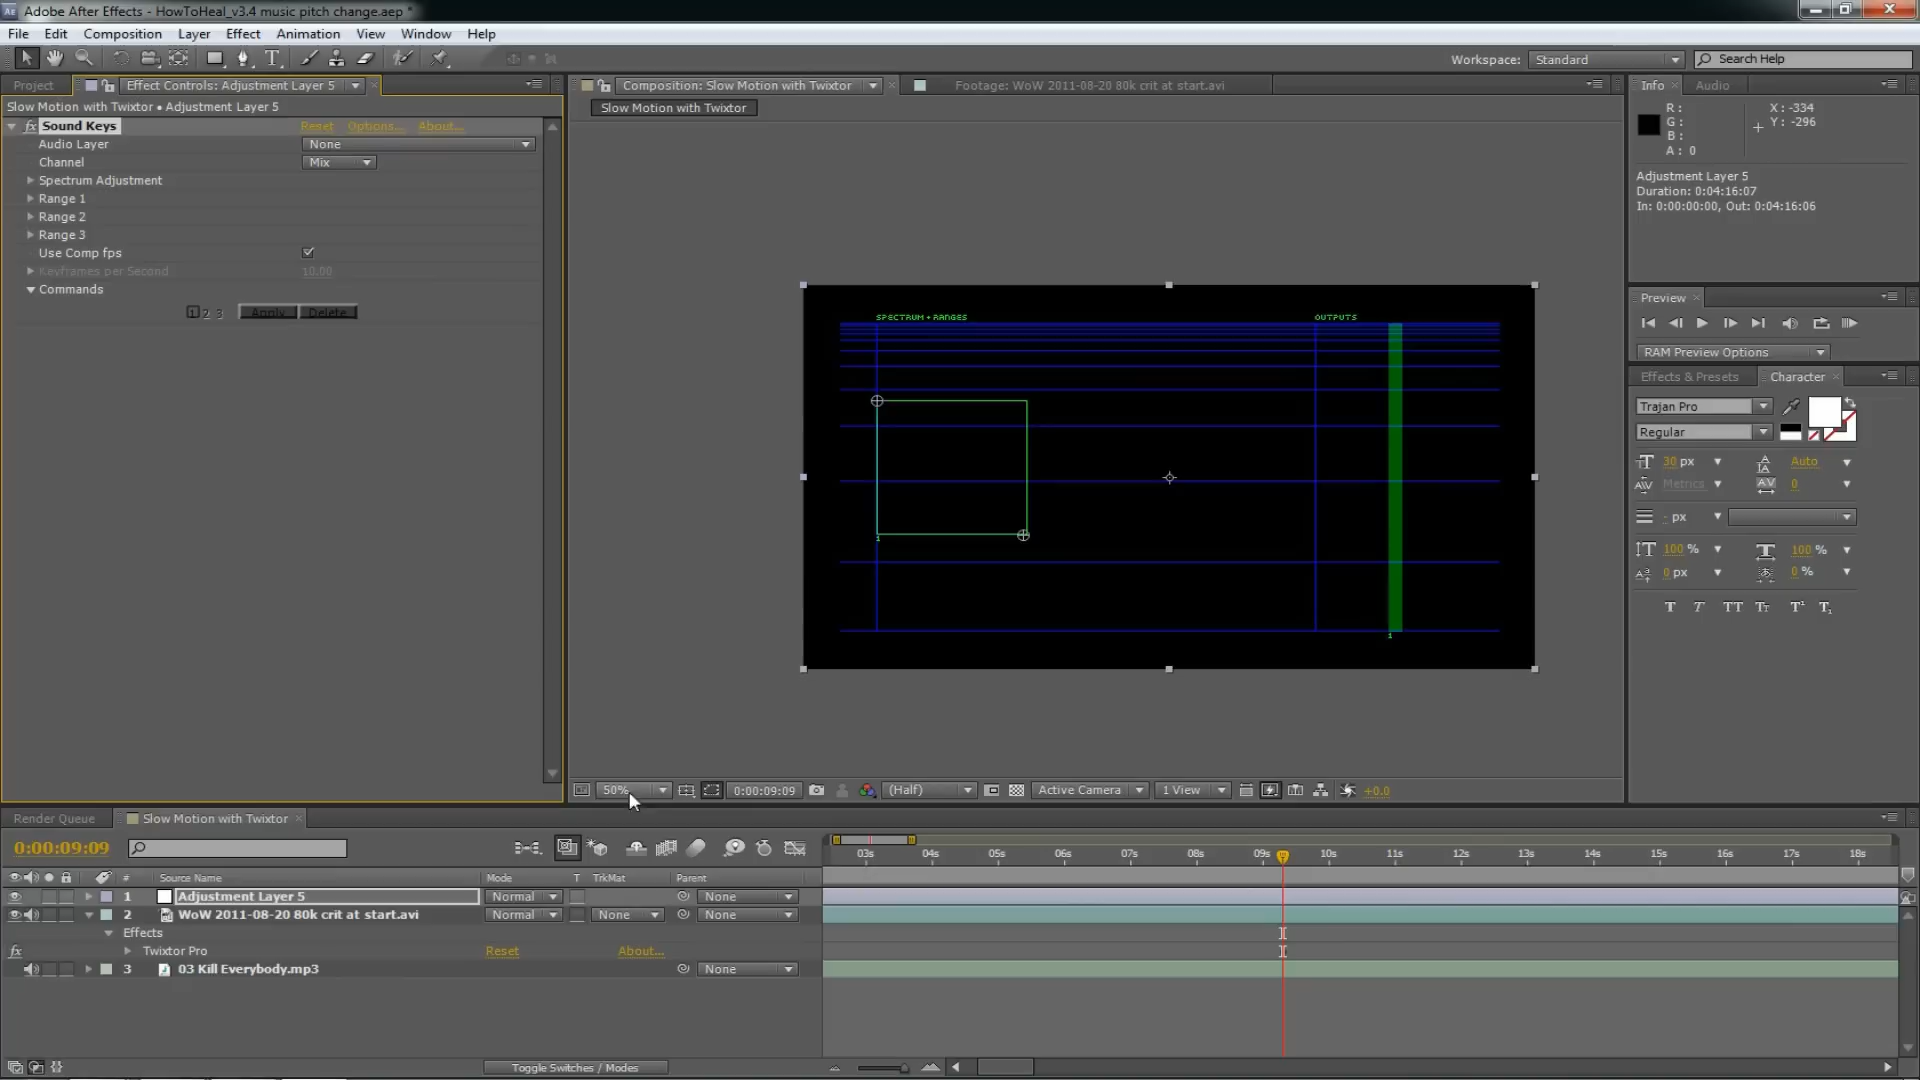 Adobe After Effects - HowToHeal_v3.4 music pitch change.aep *
File Edit Composition Layer Effect Animation View Window Help
Workspace: Standard Search Help
Project Effect Controls: Adjustment Layer 5 Composition: Slow Motion with Twixtor Footage: WoW 2011-08-20 80k crit at start.avi Info Audio
Slow Motion with Twixtor • Adjustment Layer 5
Slow Motion with Twixtor
fx Sound Keys Reset Options... About...
Audio Layer None
Channel Mix
Spectrum Adjustment
Range 1
Range 2
Range 3
Use Comp fps
Keyframes per Second 10.00
Commands
1 2 3 Apply Delete
SPECTRUM + RANGES OUTPUTS
1
1
R: X: -334
G: Y: -296
B:
A: 0
Adjustment Layer 5
Duration: 0:04:16:07
In: 0:00:00:00, Out: 0:04:16:06
Preview
RAM Preview Options
Effects & Presets Character
Trajan Pro
Regular
30 px Auto
Metrics 0
- px
100 % 100 %
0 px 0 %
50% 0:00:09:09 (Half) Active Camera 1 View +0.0
Render Queue Slow Motion with Twixtor
0:00:09:09
03s 04s 05s 06s 07s 08s 09s 10s 11s 12s 13s 14s 15s 16s 17s 18s
# Source Name Mode T TrkMat Parent
1 Adjustment Layer 5 Normal None
2 WoW 2011-08-20 80k crit at start.avi Normal None None
Effects
fx Twixtor Pro Reset About...
3 03 Kill Everybody.mp3 None
Toggle Switches / Modes